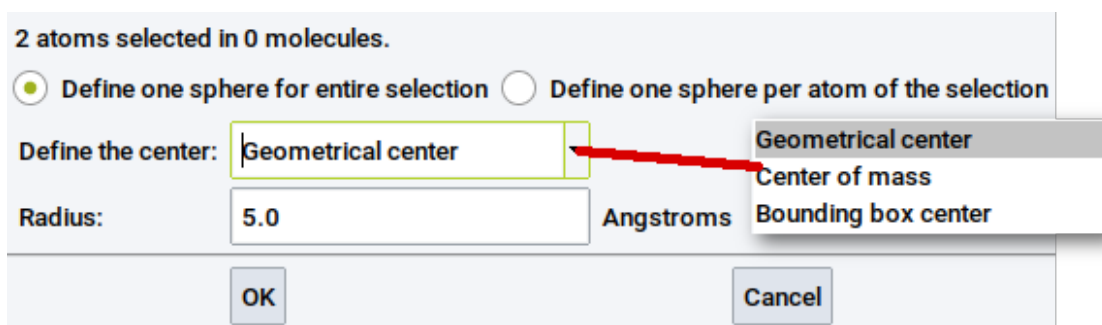 2 atoms selected in 0 molecules.
Define one sphere for entire selection Define one sphere per atom of the selection
Define the center: Geometrical center
Geometrical center
Center of mass
Bounding box center
Radius: 5.0 Angstroms
OK Cancel